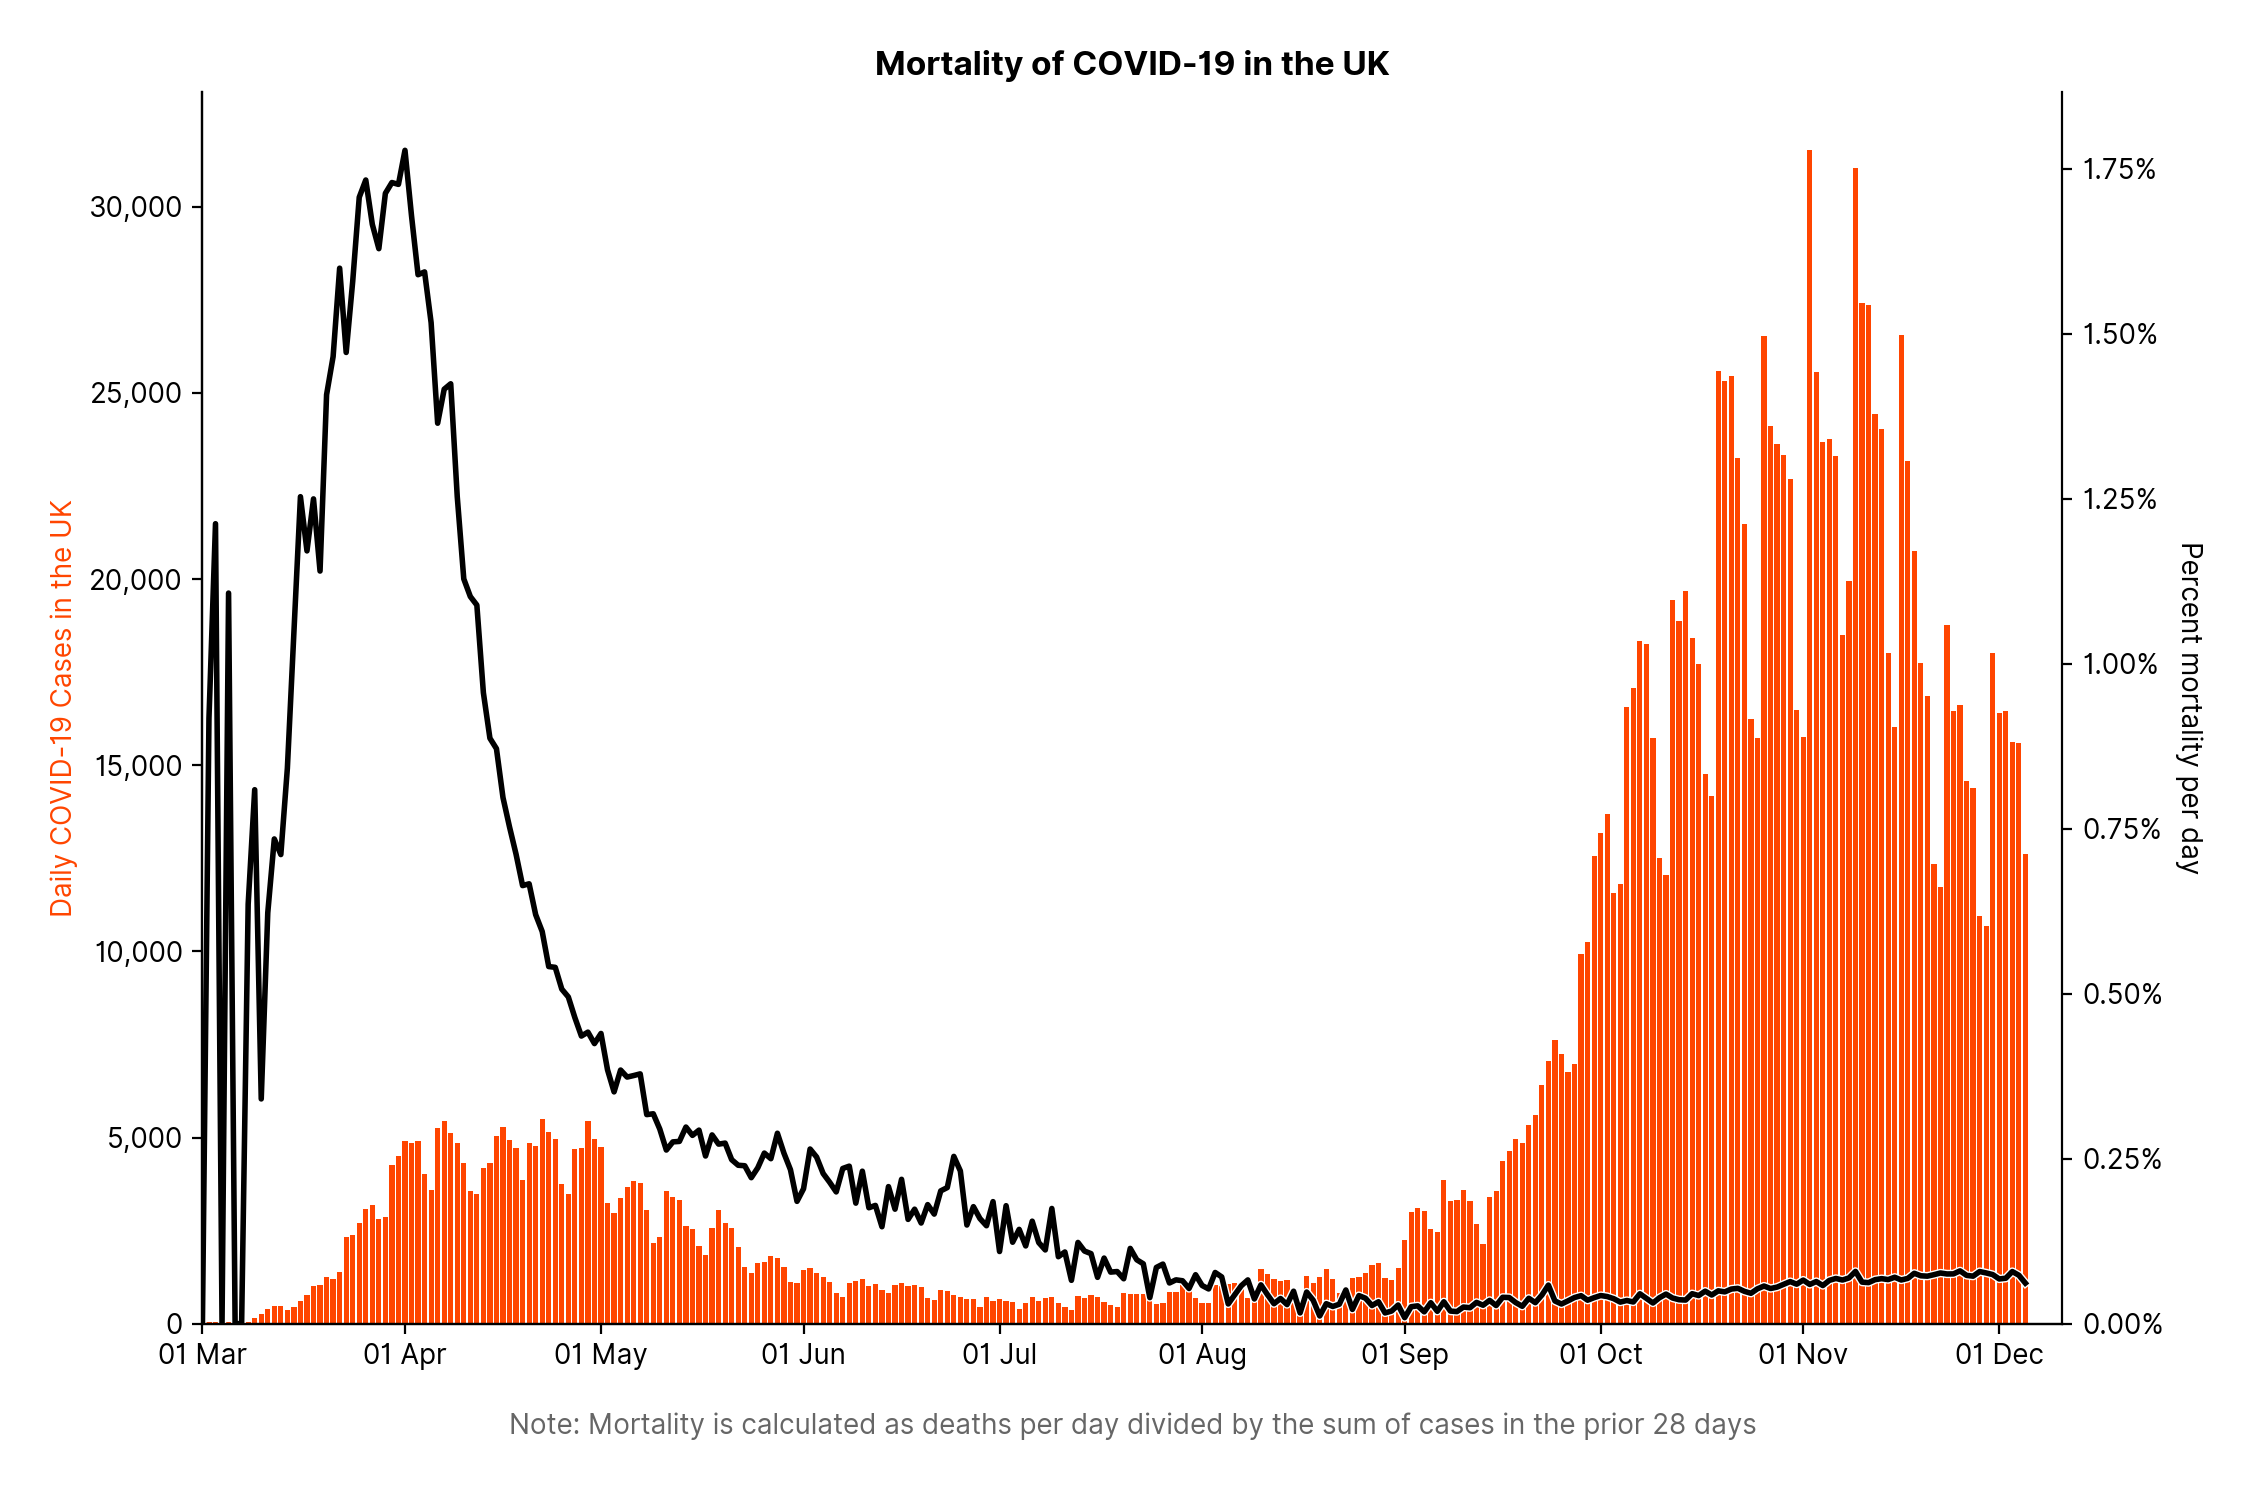 Mortality of COVID-19 in the UK
Daily COVID-19 Cases in the UK
30,000
25,000
20,000
15,000
10,000
5,000
0
1.75%
1.50%
1.25%
1.00%
0.75%
0.50%
0.25%
0.00%
Percent mortality per day
01 Mar
01 Apr
01 May
01 Jun
01 Jul
01 Aug
01 Sep
01 Oct
01 Nov
01 Dec
Note: Mortality is calculated as deaths per day divided by the sum of cases in the prior 28 days